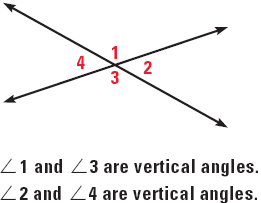 1
4 2
3
∠1 and ∠3 are vertical angles.
∠2 and ∠4 are vertical angles.